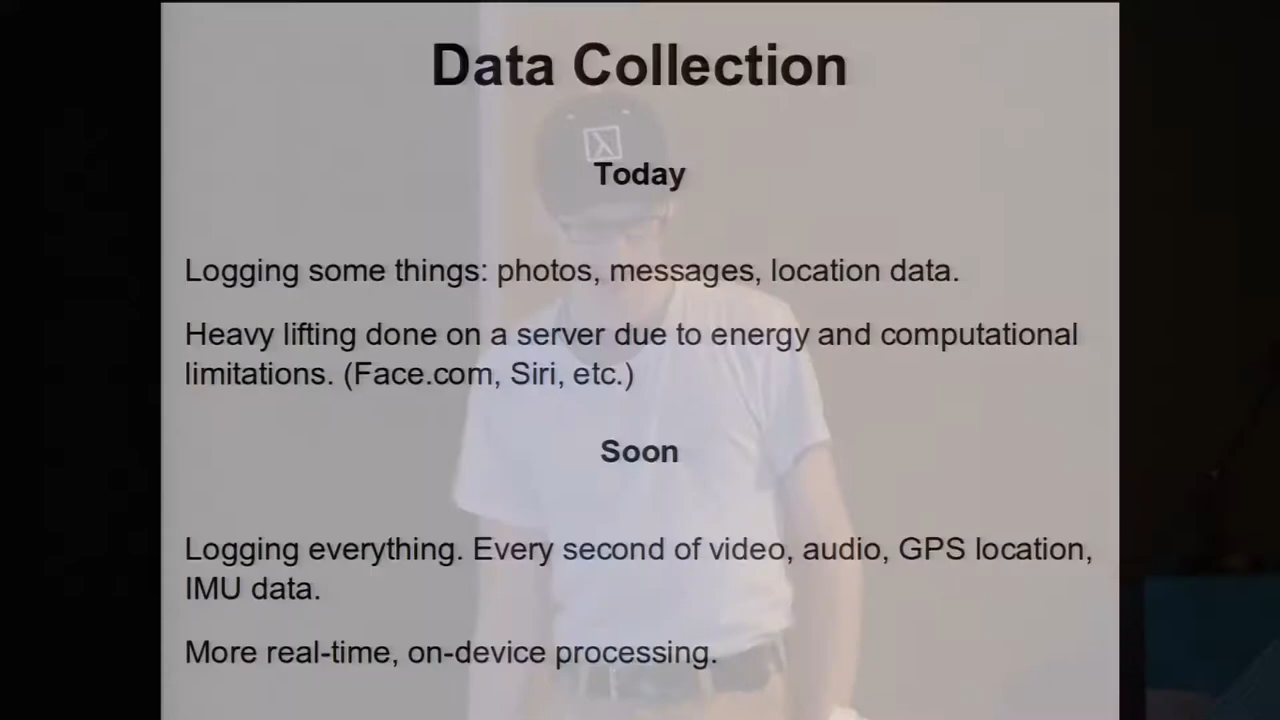 Data Collection
λ
Today
Logging some things: photos, messages, location data.
Heavy lifting done on a server due to energy and computational
limitations. (Face.com, Siri, etc.)
Soon
Logging everything. Every second of video, audio, GPS location,
IMU data.
More real-time, on-device processing.